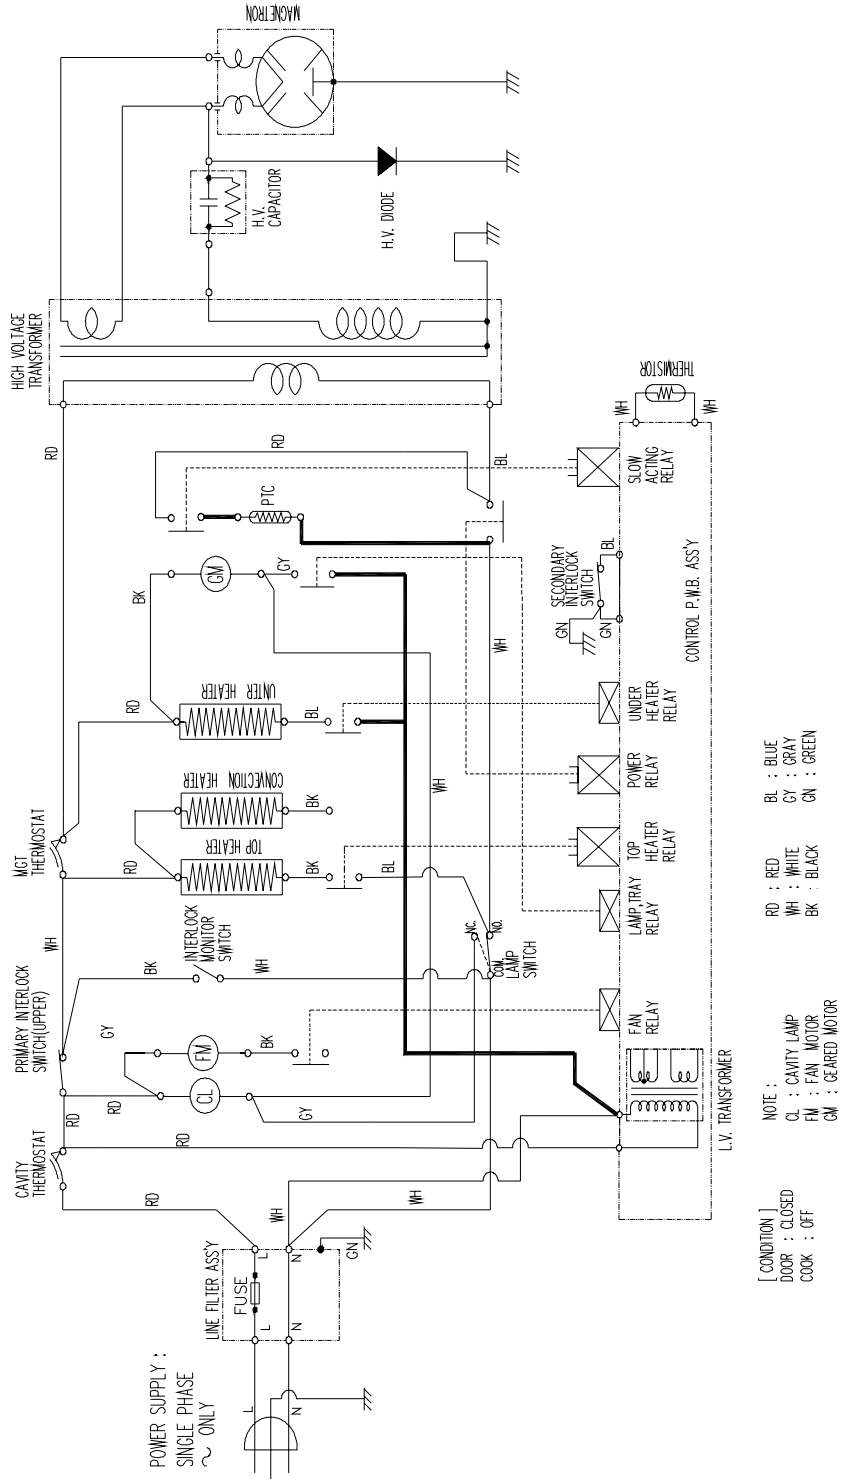 POWER SUPPLY :
SINGLE PHASE
～ ONLY
L
N
LINE FILTER ASS'Y
FUSE
L
N
L
N
GN
RD
WH
WH
CAVITY
THERMOSTAT
RD
RD
RD
GY
CL
FM
GY
BK
PRIMARY INTERLOCK
SWITCH(UPPER)
WH
BK
INTERLOCK
MONITOR
SWITCH
WH
COM.
NC.
NO.
LAMP
SWITCH
MGT
THERMOSTAT
RD
TOP HEATER
BK
BL
CONVECTION HEATER
BK
WH
RD
UNTER HEATER
BL
BK
GM
GY
WH
PTC
RD
BL
RD
HIGH VOLTAGE
TRANSFORMER
H.V.
CAPACITOR
H.V. DIODE
MAGNETRON
L.V. TRANSFORMER
FAN
RELAY
LAMP,TRAY
RELAY
TOP
HEATER
RELAY
POWER
RELAY
UNDER
HEATER
RELAY
SECONDARY
INTERLOCK
SWITCH
GN
GN
BL
CONTROL P.W.B. ASS'Y
SLOW
ACTING
RELAY
WH
WH
THERMISTOR
[ CONDITION ]
DOOR : CLOSED
COOK : OFF
NOTE :
CL : CAVITY LAMP
FM : FAN MOTOR
GM : GEARED MOTOR
RD : RED
WH : WHITE
BK : BLACK
BL : BLUE
GY : GRAY
GN : GREEN